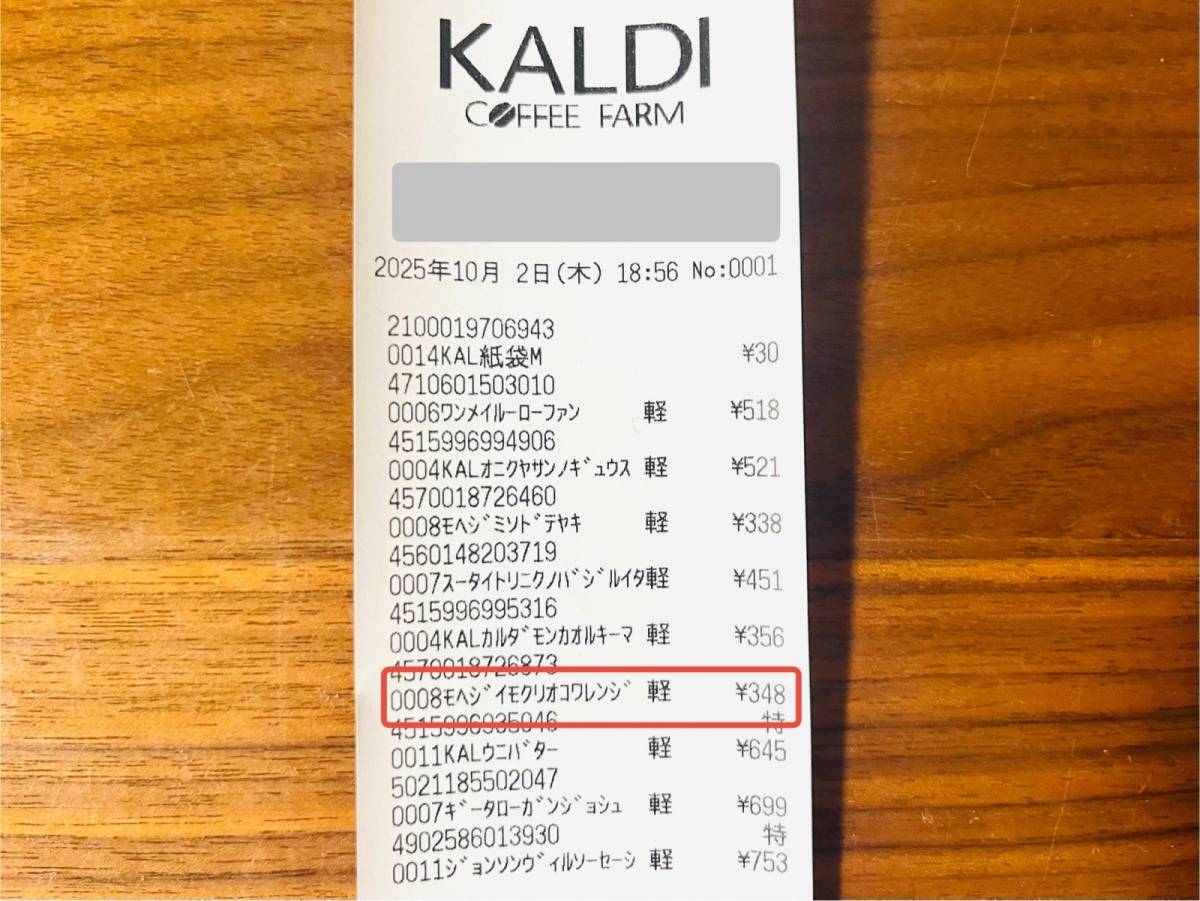 KALDI
COFFEE FARM
2025年10月 2日(木) 18:56 No:0001
2100019706943
0014KAL紙袋M ¥30
4710601503010
0006ワンメイルーローファン 軽 ¥518
4515996994906
0004KALオニクヤサンノギュウス 軽 ¥521
4570018726460
0008モヘジミソドテヤキ 軽 ¥338
4560148203719
0007スータイトリニクノバジルイタ軽 ¥451
4515996995316
0004KALカルダモンカオルキーマ 軽 ¥356
4570018726873
0008モヘジイモクリオコワレンジ 軽 ¥348
4515996035046 特
0011KALウニバター 軽 ¥645
5021185502047
0007ギータローガンジョシュ 軽 ¥699
4902586013930 特
0011ジョンソンヴィルソーセーシ 軽 ¥753